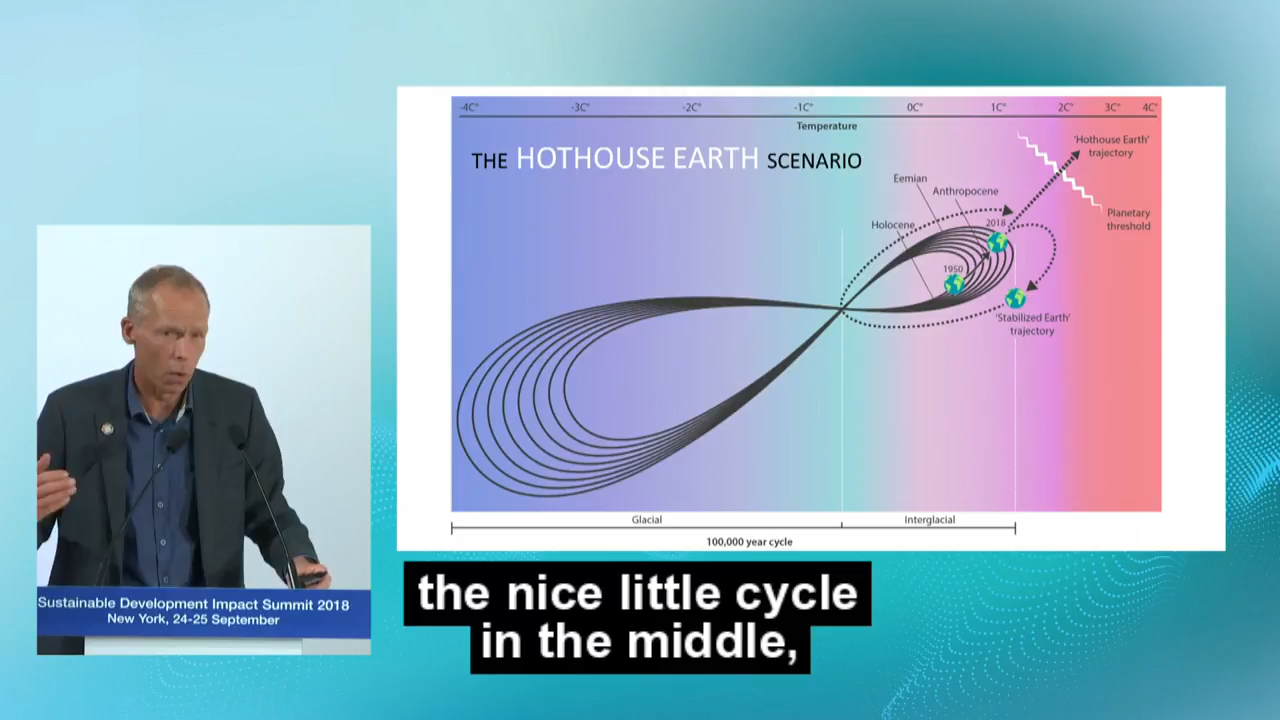 -4C° -3C° -2C° -1C° 0C° 1C° 2C° 3C° 4C°
Temperature
THE HOTHOUSE EARTH SCENARIO
'Hothouse Earth'
trajectory
Eemian
Anthropocene
Planetary
threshold
Holocene
2018
1950
'Stabilized Earth'
trajectory
Glacial
Interglacial
100,000 year cycle
Sustainable Development Impact Summit 2018
New York, 24-25 September
the nice little cycle
in the middle,